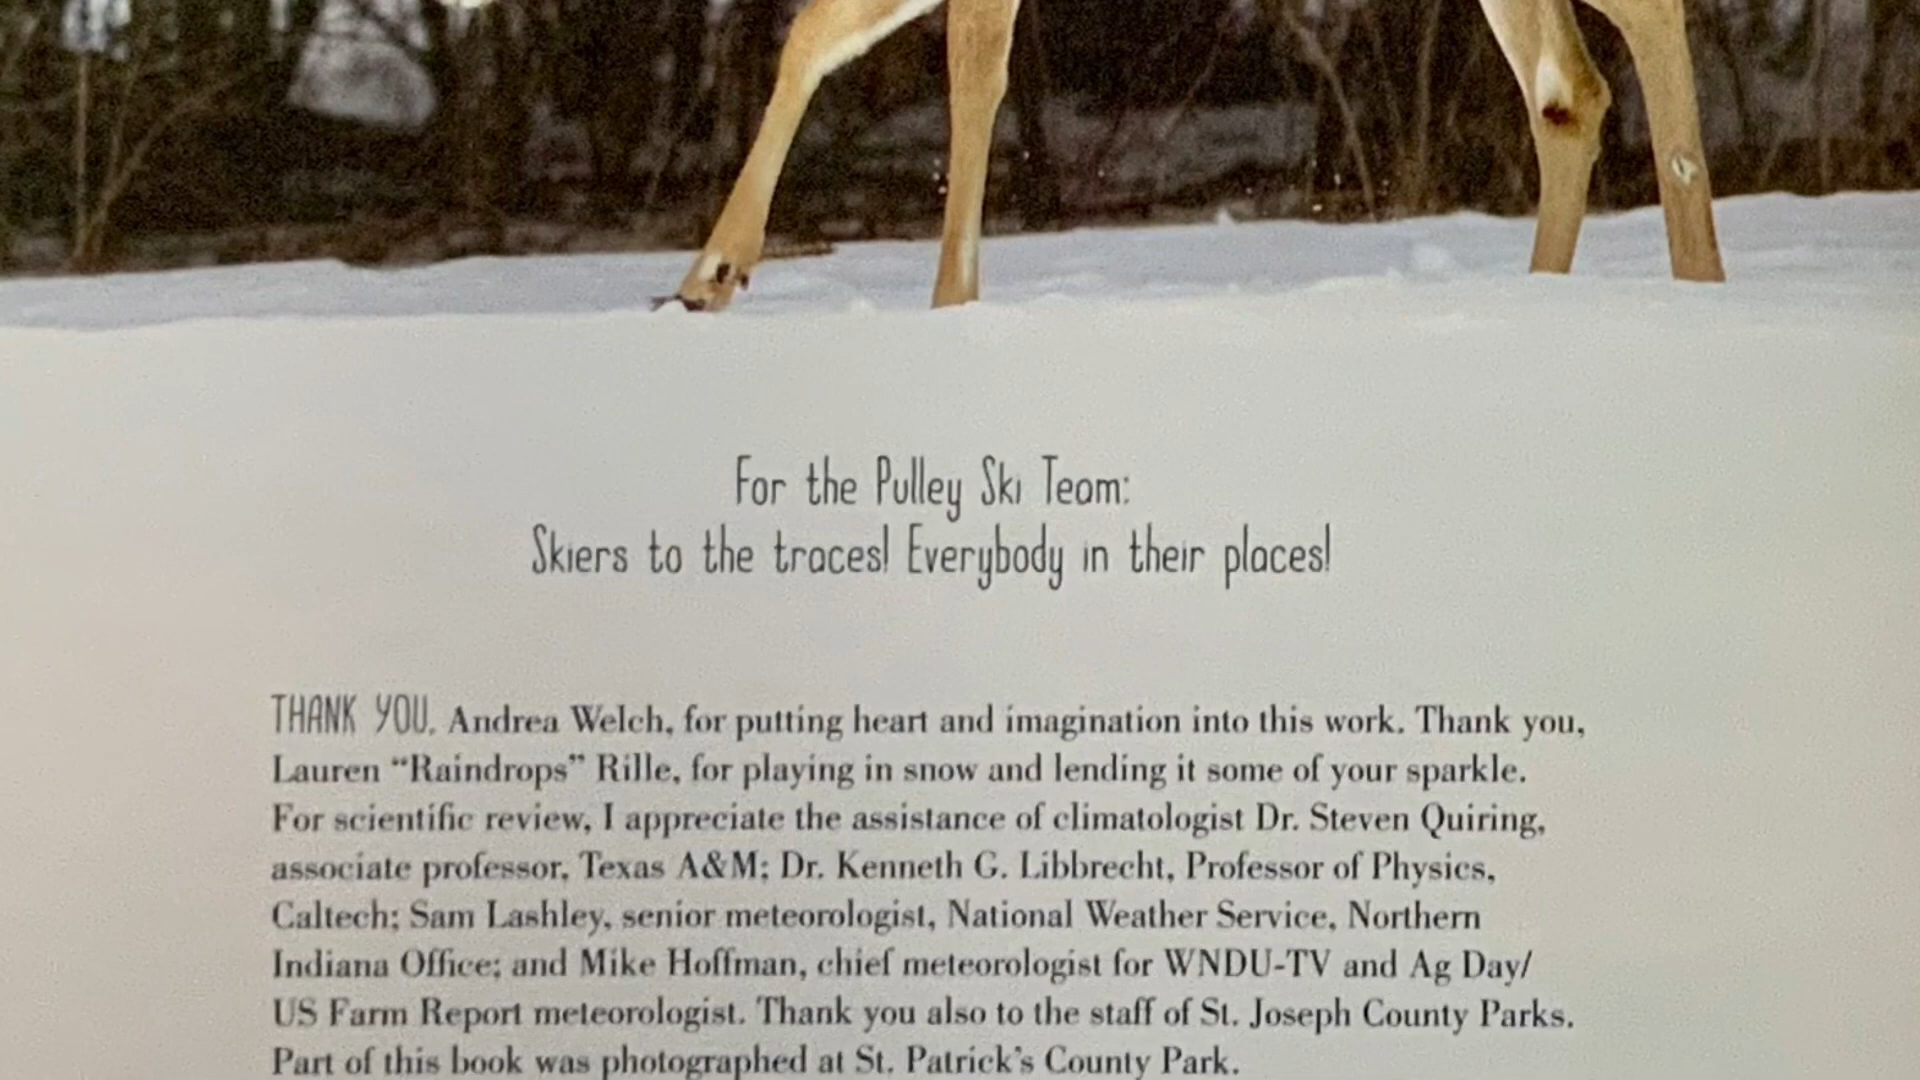 For the Pulley Ski Team:
Skiers to the traces! Everybody in their places!
THANK YOU, Andrea Welch, for putting heart and imagination into this work. Thank you,
Lauren “Raindrops” Rille, for playing in snow and lending it some of your sparkle.
For scientific review, I appreciate the assistance of climatologist Dr. Steven Quiring,
associate professor, Texas A&M; Dr. Kenneth G. Libbrecht, Professor of Physics,
Caltech; Sam Lashley, senior meteorologist, National Weather Service, Northern
Indiana Office; and Mike Hoffman, chief meteorologist for WNDU-TV and Ag Day/
US Farm Report meteorologist. Thank you also to the staff of St. Joseph County Parks.
Part of this book was photographed at St. Patrick’s County Park.